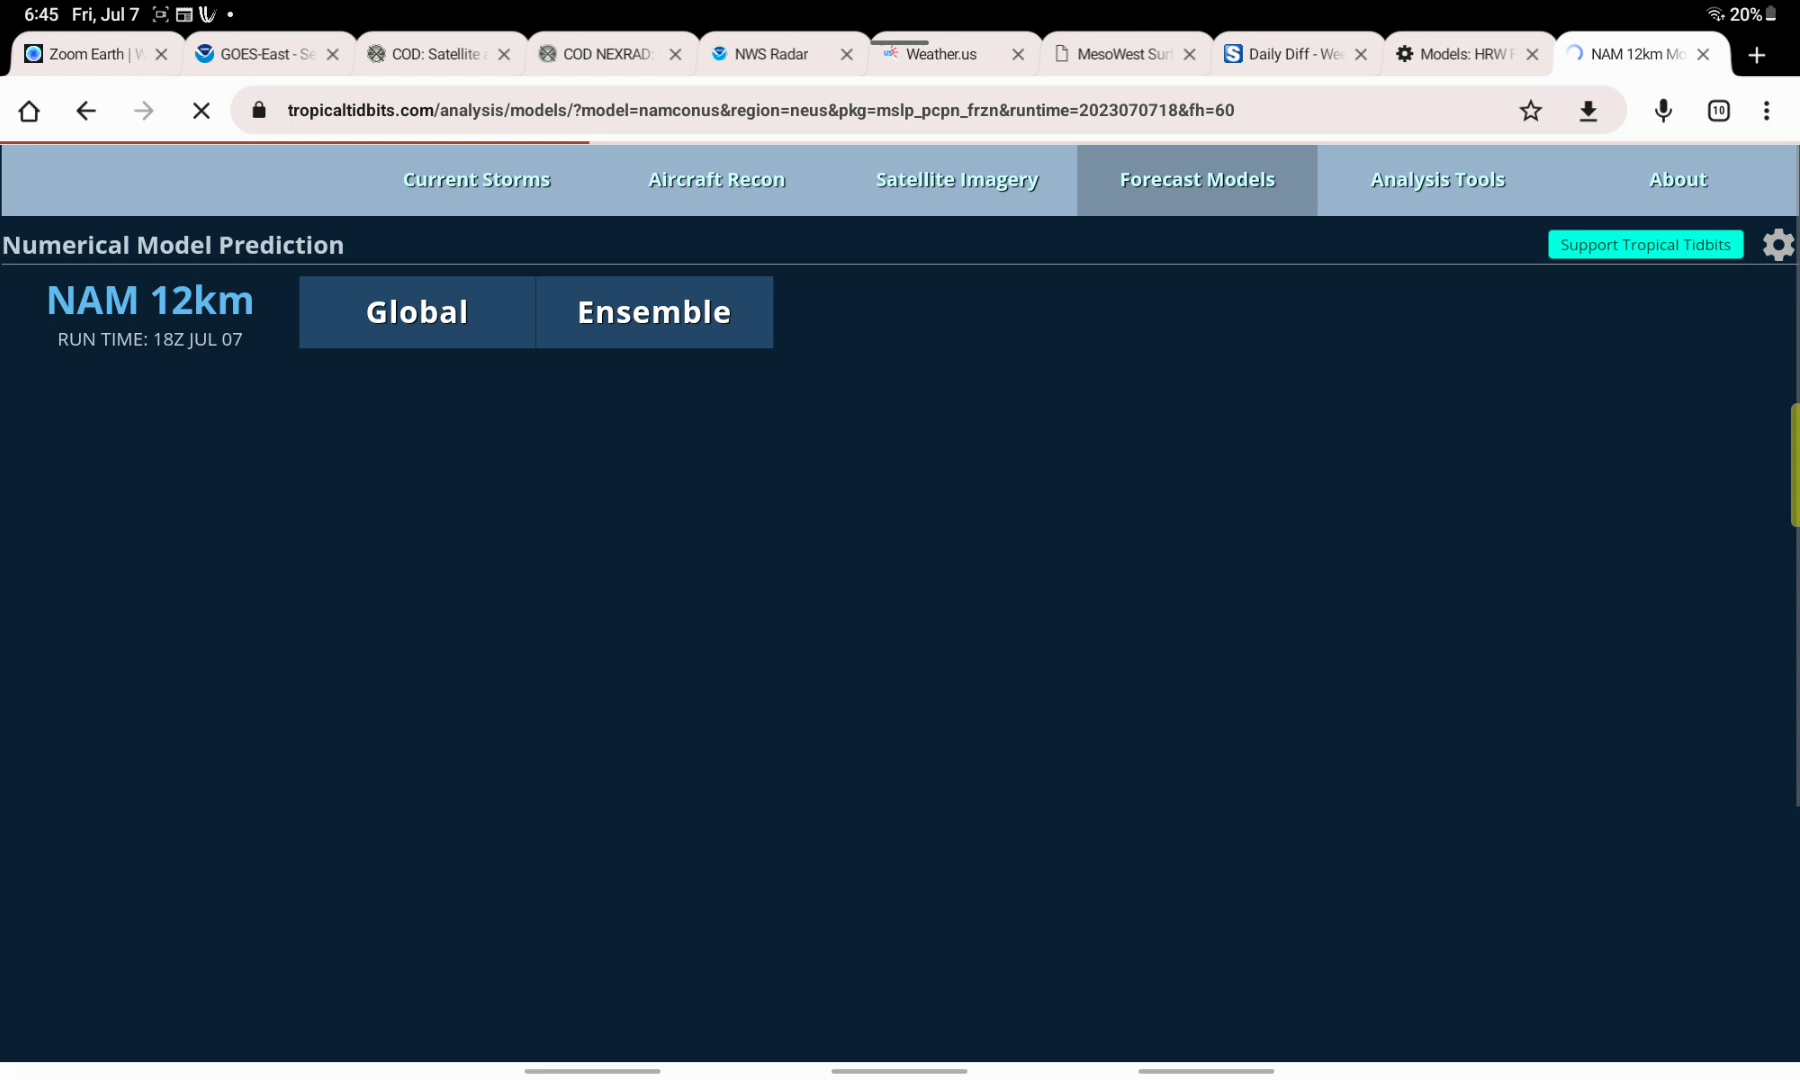 6:45 Fri, Jul 7
20%
Zoom Earth | W
GOES-East - Se
COD: Satellite a
COD NEXRAD:
NWS Radar
Weather.us
MesoWest Surf
Daily Diff - Wee
Models: HRW F
NAM 12km Mo
tropicaltidbits.com/analysis/models/?model=namconus&region=neus&pkg=mslp_pcpn_frzn&runtime=2023070718&fh=60
10
Current Storms
Aircraft Recon
Satellite Imagery
Forecast Models
Analysis Tools
About
Numerical Model Prediction
Support Tropical Tidbits
NAM 12km
RUN TIME: 18Z JUL 07
Global
Ensemble